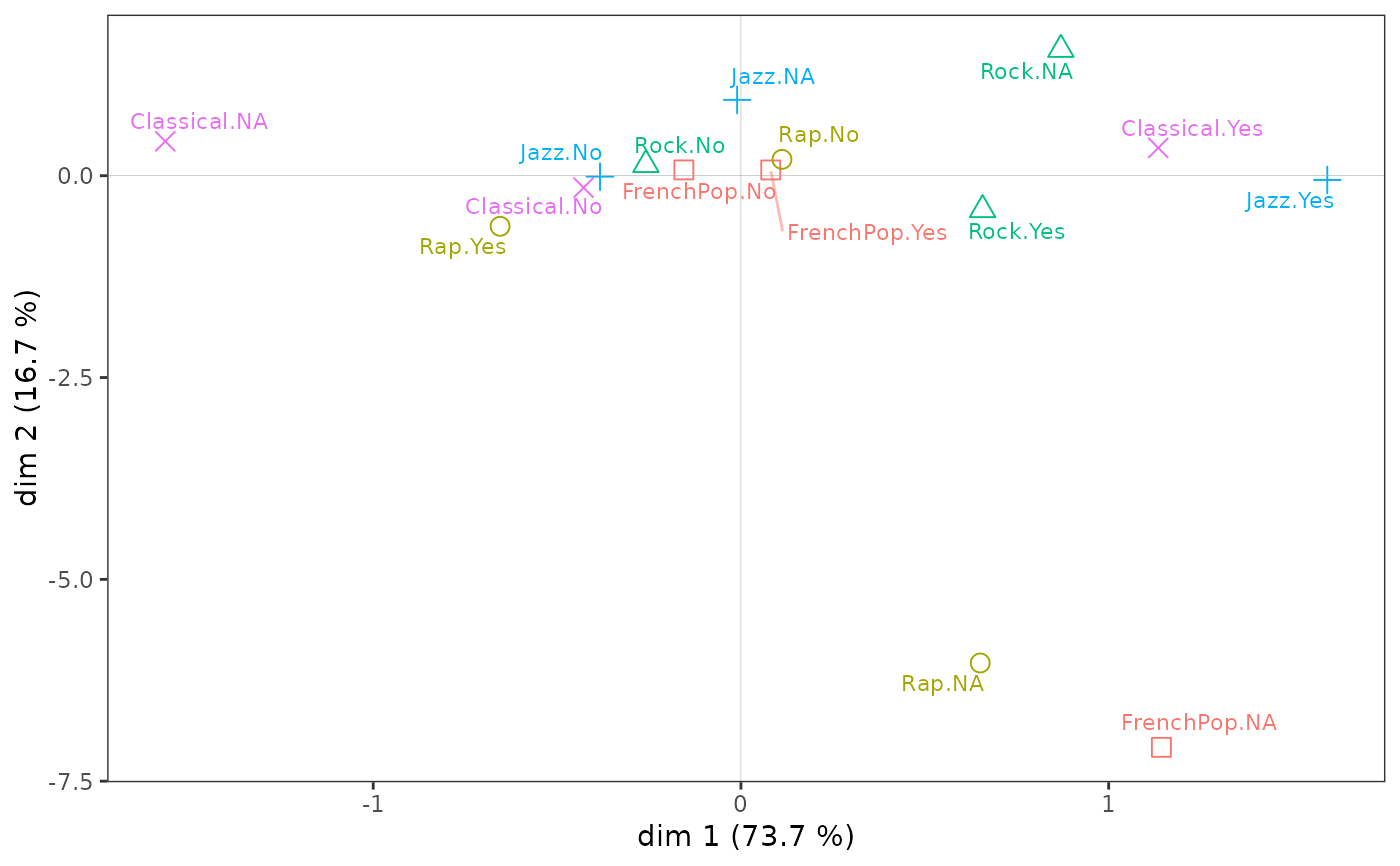 Rock.NA
Jazz.NA
Classical.NA
Classical.Yes
Rap.No
Rock.No
Jazz.No
0.0
FrenchPop.No
Jazz.Yes
Classical.No
Rock.Yes
FrenchPop.Yes
Rap.Yes
-2.5
dim 2 (16.7 %)
-5.0
Rap.NA
FrenchPop.NA
-7.5
-1
0
1
dim 1 (73.7 %)